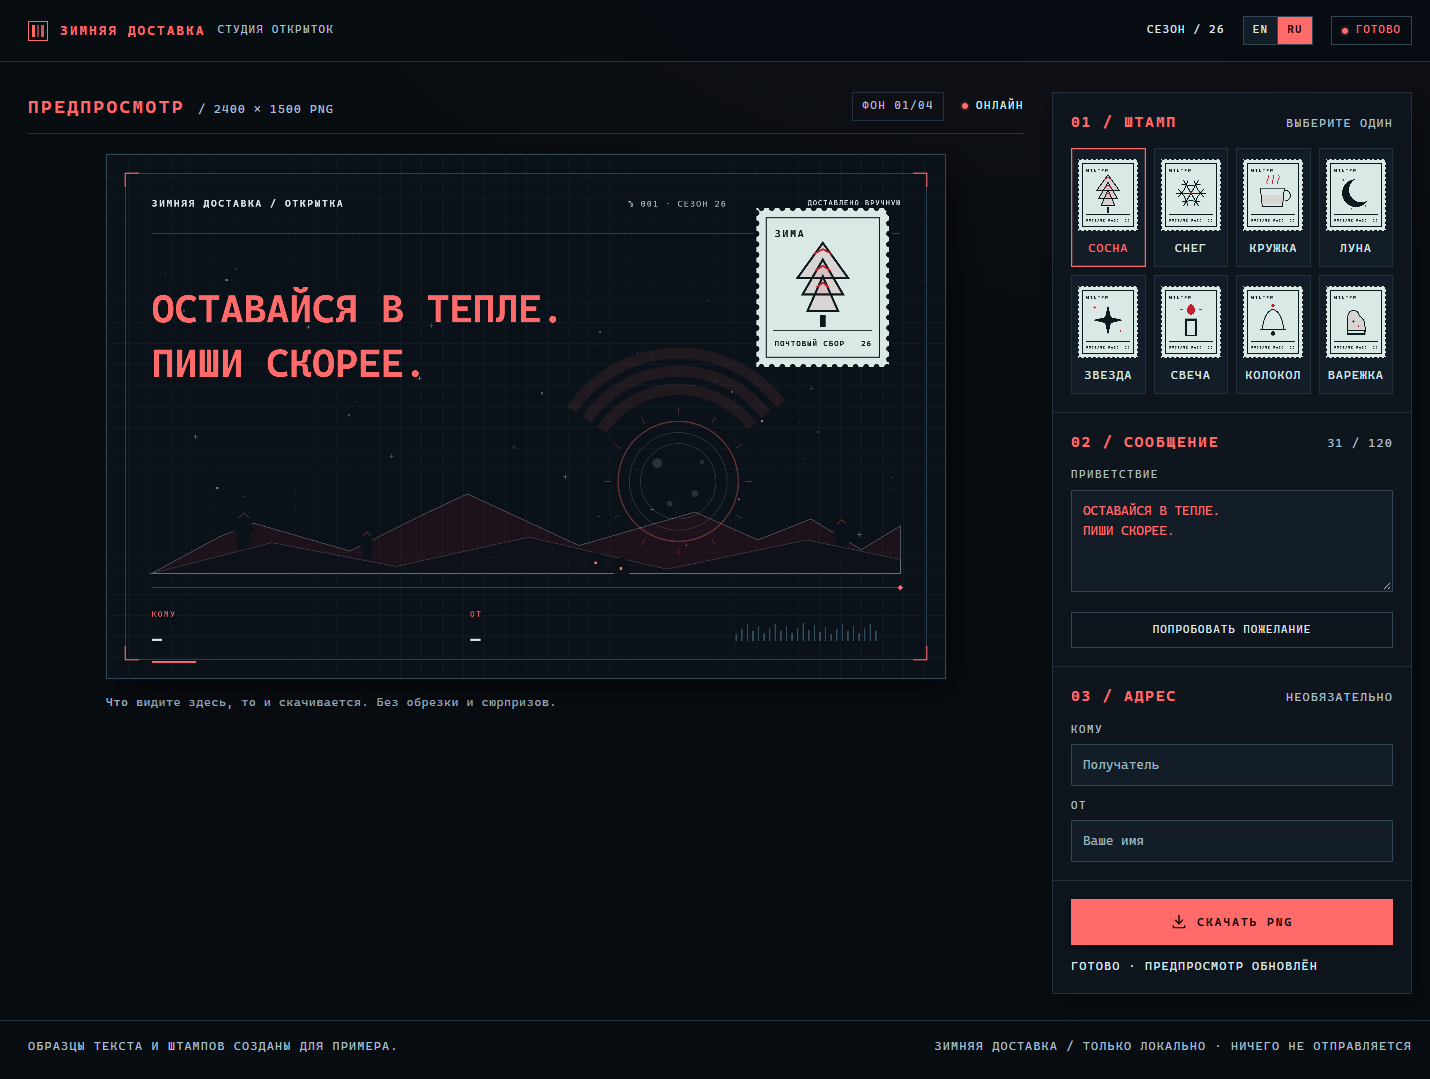 ЗИМНЯЯ ДОСТАВКА СТУДИЯ ОТКРЫТОК
СЕЗОН / 26
EN RU
ГОТОВО
ПРЕДПРОСМОТР / 2400 × 1500 PNG
ФОН 01/04
ОНЛАЙН
ЗИМНЯЯ ДОСТАВКА / ОТКРЫТКА
001 · СЕЗОН 26
ДОСТАВЛЕНО ВРУЧНУЮ
ЗИМА
ПОЧТОВЫЙ СБОР 26
ОСТАВАЙСЯ В ТЕПЛЕ.
ПИШИ СКОРЕЕ.
КОМУ
—
ОТ
—
Что видите здесь, то и скачивается. Без обрезки и сюрпризов.
01 / ШТАМП
ВЫБЕРИТЕ ОДИН
СОСНА
СНЕГ
КРУЖКА
ЛУНА
ЗВЕЗДА
СВЕЧА
КОЛОКОЛ
ВАРЕЖКА
02 / СООБЩЕНИЕ
31 / 120
ПРИВЕТСТВИЕ
ОСТАВАЙСЯ В ТЕПЛЕ.
ПИШИ СКОРЕЕ.
ПОПРОБОВАТЬ ПОЖЕЛАНИЕ
03 / АДРЕС
НЕОБЯЗАТЕЛЬНО
КОМУ
Получатель
ОТ
Ваше имя
СКАЧАТЬ PNG
ГОТОВО · ПРЕДПРОСМОТР ОБНОВЛЁН
ОБРАЗЦЫ ТЕКСТА И ШТАМПОВ СОЗДАНЫ ДЛЯ ПРИМЕРА.
ЗИМНЯЯ ДОСТАВКА / ТОЛЬКО ЛОКАЛЬНО · НИЧЕГО НЕ ОТПРАВЛЯЕТСЯ